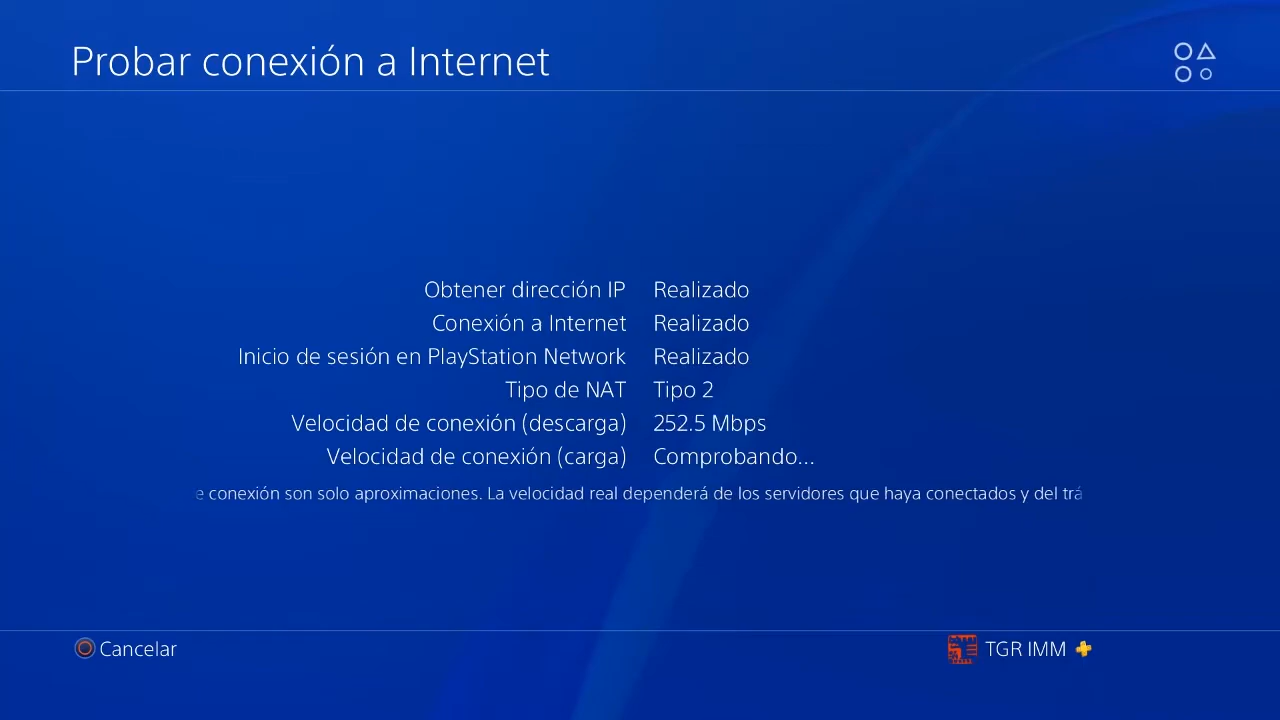 Probar conexión a Internet
Obtener dirección IP Realizado
Conexión a Internet Realizado
Inicio de sesión en PlayStation Network Realizado
Tipo de NAT Tipo 2
Velocidad de conexión (descarga) 252.5 Mbps
Velocidad de conexión (carga) Comprobando...
e conexión son solo aproximaciones. La velocidad real dependerá de los servidores que haya conectados y del trá
Cancelar TGR IMM